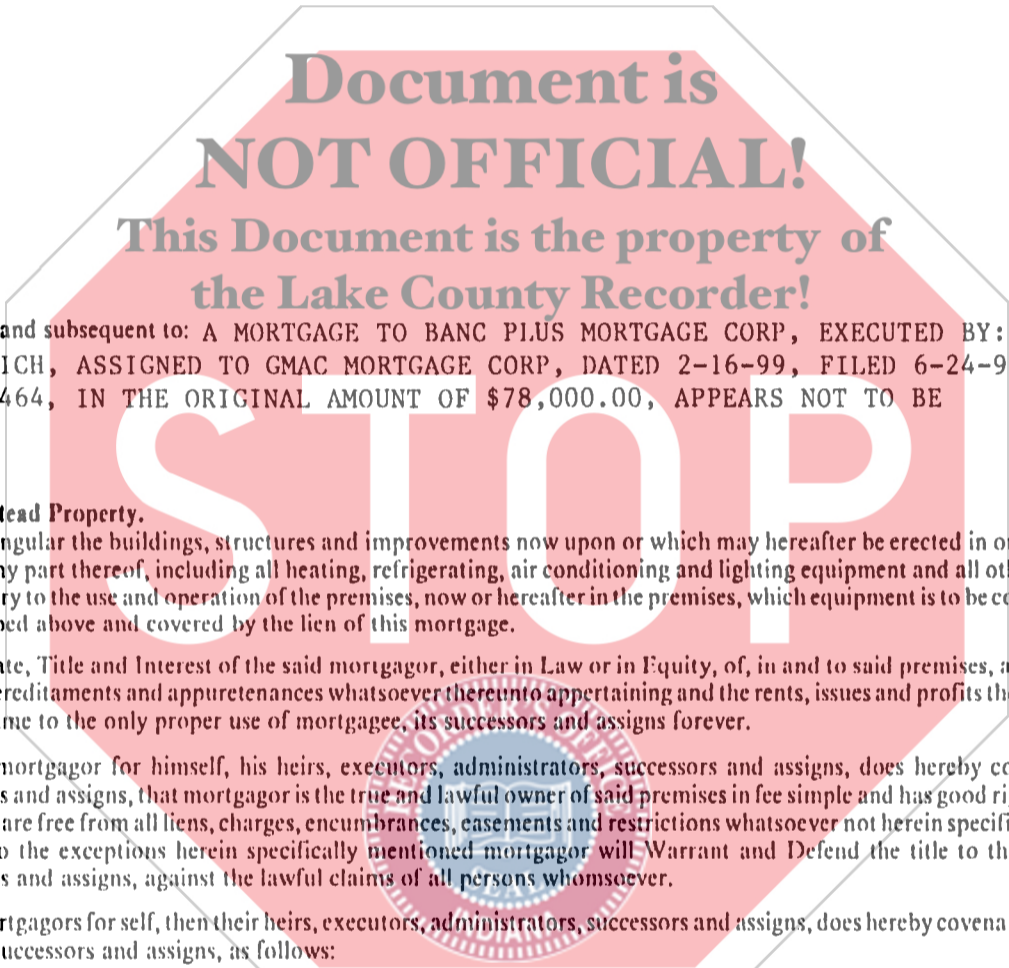 Document is
NOT OFFICIAL!
This Document is the property of
the Lake County Recorder!
and subsequent to: A MORTGAGE TO BANC PLUS MORTGAGE CORP, EXECUTED BY:
ICH, ASSIGNED TO GMAC MORTGAGE CORP, DATED 2-16-99, FILED 6-24-9
464, IN THE ORIGINAL AMOUNT OF $78,000.00, APPEARS NOT TO BE
STOP
tead Property.
ngular the buildings, structures and improvements now upon or which may hereafter be erected in o
y part thereof, including all heating, refrigerating, air conditioning and lighting equipment and all oth
ry to the use and operation of the premises, now or hereafter in the premises, which equipment is to be co
bed above and covered by the lien of this mortgage.
te, Title and Interest of the said mortgagor, either in Law or in Equity, of, in and to said premises, a
reditaments and appuretenances whatsoever thereunto appertaining and the rents, issues and profits th
me to the only proper use of mortgagee, its successors and assigns forever.
mortgagor for himself, his heirs, executors, administrators, successors and assigns, does hereby co
s and assigns, that mortgagor is the true and lawful owner of said premises in fee simple and has good ri
are free from all liens, charges, encumbrances, easements and restrictions whatsoever not herein specifi
o the exceptions herein specifically mentioned mortgagor will Warrant and Defend the title to th
s and assigns, against the lawful claims of all persons whomsoever.
rtgagors for self, then their heirs, executors, administrators, successors and assigns, does hereby covena
uccessors and assigns, as follows:
RECORDER'S OFFICE
SEAL
INDIANA